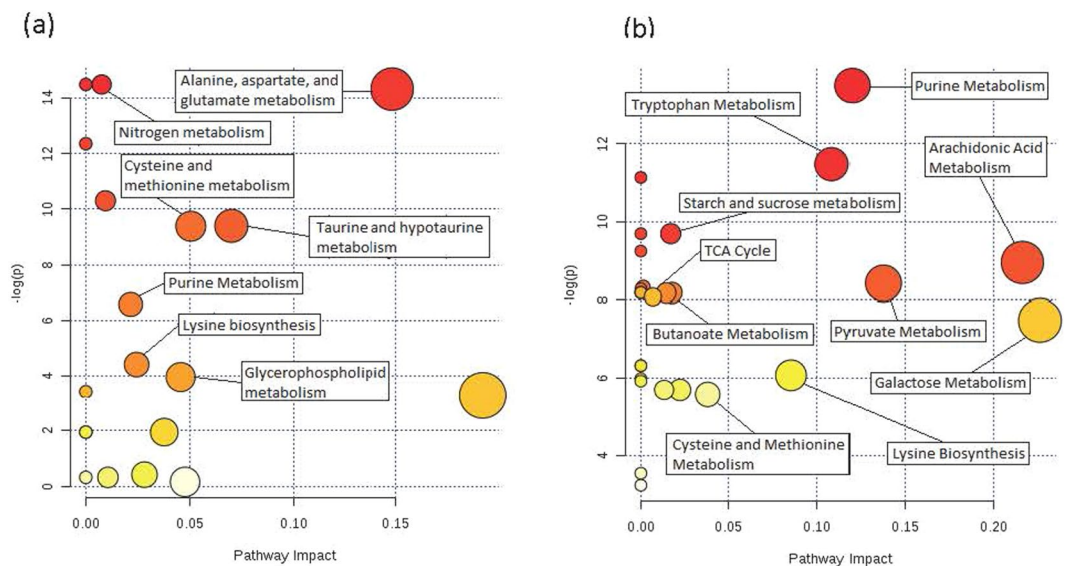 (a)
(b)
Alanine, aspartate, and
glutamate metabolism
Nitrogen metabolism
Cysteine and
methionine metabolism
Taurine and hypotaurine
metabolism
Purine Metabolism
Lysine biosynthesis
Glycerophospholipid
metabolism
-log(p)
14
12
10
8
6
4
2
0
0.00
0.05
0.10
0.15
Pathway Impact
Purine Metabolism
Tryptophan Metabolism
Arachidonic Acid
Metabolism
Starch and sucrose metabolism
TCA Cycle
Butanoate Metabolism
Pyruvate Metabolism
Galactose Metabolism
Cysteine and Methionine
Metabolism
Lysine Biosynthesis
-log(p)
12
10
8
6
4
0.00
0.05
0.10
0.15
0.20
Pathway Impact